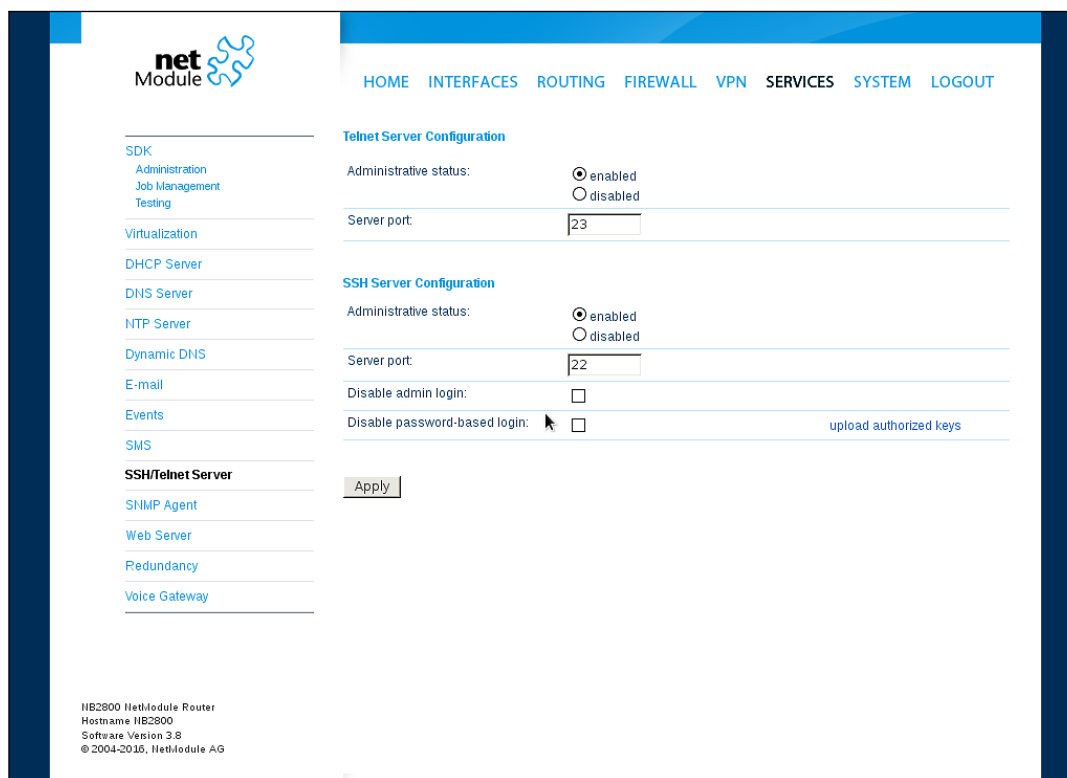 net
Module
HOME INTERFACES ROUTING FIREWALL VPN SERVICES SYSTEM LOGOUT
SDK
Administration
Job Management
Testing
Virtualization
DHCP Server
DNS Server
NTP Server
Dynamic DNS
E-mail
Events
SMS
SSH/Telnet Server
SNMP Agent
Web Server
Redundancy
Voice Gateway
Telnet Server Configuration
Administrative status:
enabled
disabled
Server port: 23
SSH Server Configuration
Administrative status:
enabled
disabled
Server port: 22
Disable admin login:
Disable password-based login: upload authorized keys
Apply
NB2800 NetModule Router
Hostname NB2800
Software Version 3.8
© 2004-2016, NetModule AG